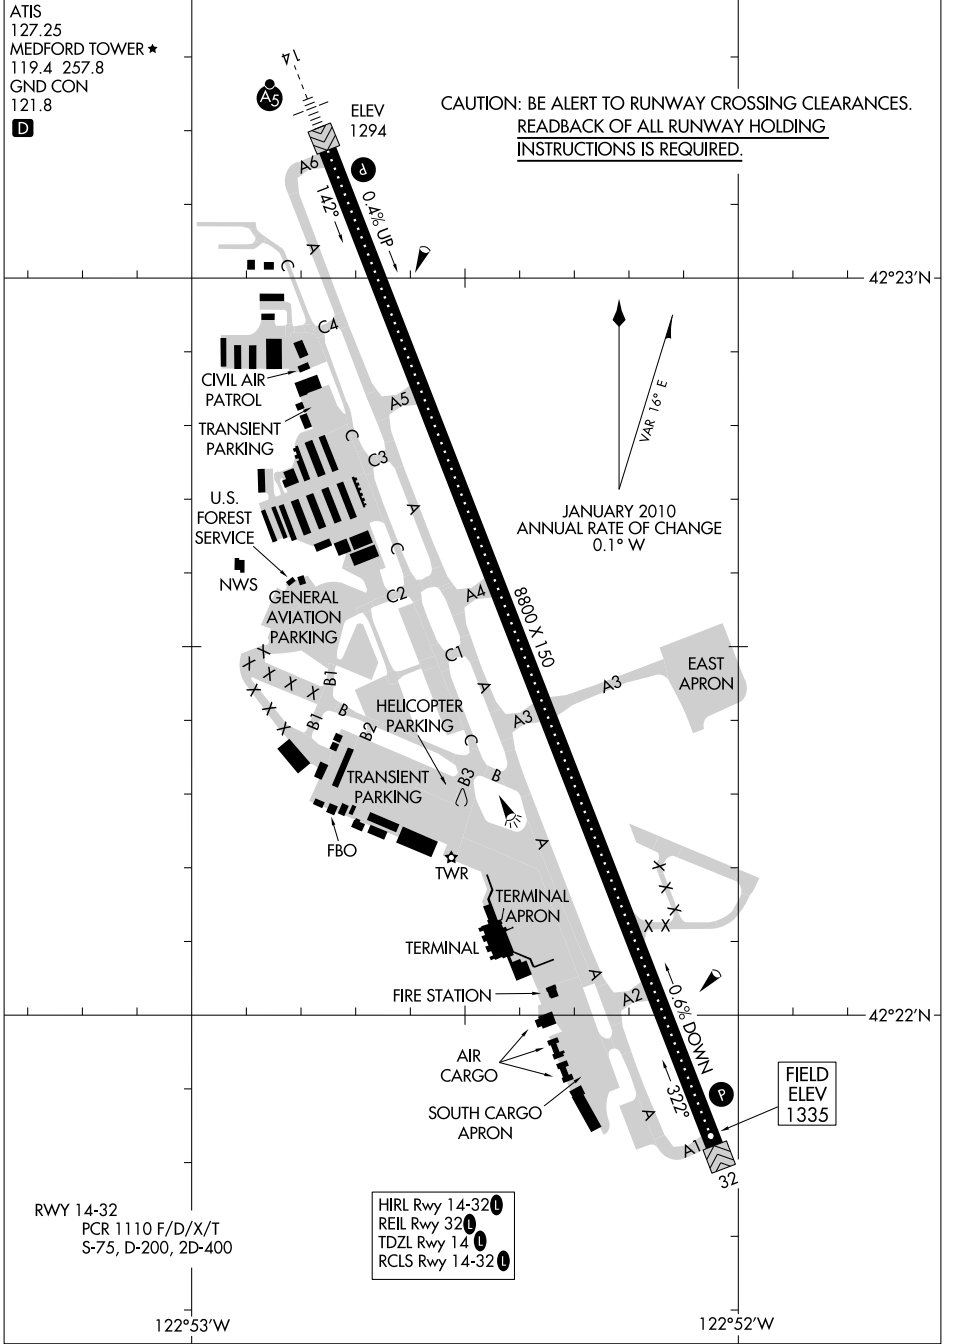 ATIS
127.25
MEDFORD TOWER ★
119.4 257.8
GND CON
121.8
D
14
A5
ELEV
1294
CAUTION: BE ALERT TO RUNWAY CROSSING CLEARANCES.
READBACK OF ALL RUNWAY HOLDING
INSTRUCTIONS IS REQUIRED.
A6
P
142°
0.4% UP
A
C
42°23'N
C4
CIVIL AIR
PATROL
A5
VAR 16° E
TRANSIENT
PARKING
C
C3
U.S.
FOREST
SERVICE
A
JANUARY 2010
ANNUAL RATE OF CHANGE
0.1° W
C
NWS
GENERAL
AVIATION
PARKING
C2
A4
8800 X 150
C1
EAST
APRON
X X X X X
X X X X
B1
A
A3
HELICOPTER
PARKING
B1
B
B2
A3
C
TRANSIENT
PARKING
B3
B
FBO
A
TWR
X X X
X X
TERMINAL
APRON
TERMINAL
A
FIRE STATION
A2
0.6% DOWN
42°22'N
AIR
CARGO
322°
P
FIELD
ELEV
1335
SOUTH CARGO
APRON
A
A1
32
RWY 14-32
PCR 1110 F/D/X/T
S-75, D-200, 2D-400
HIRL Rwy 14-32 L
REIL Rwy 32 L
TDZL Rwy 14 L
RCLS Rwy 14-32 L
122°53'W
122°52'W